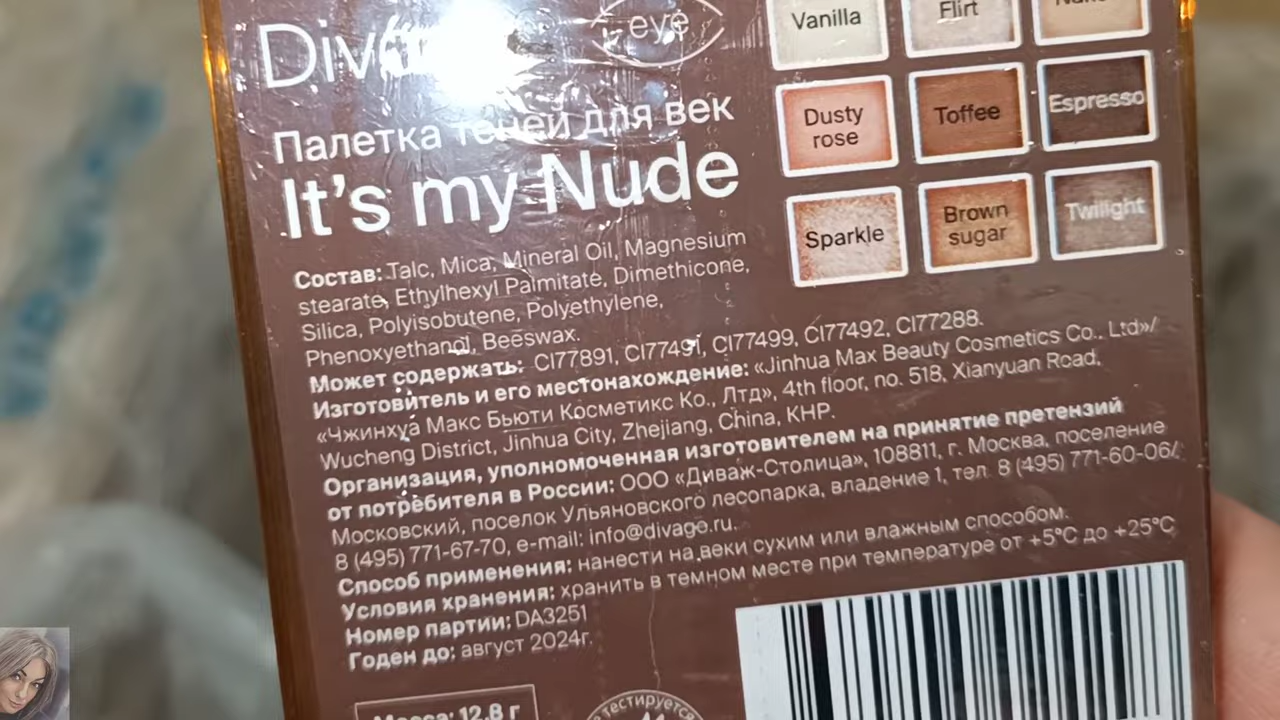 eye
Палетка теней для век
It's my Nude
Vanilla
Flirt
Dusty rose
Toffee
Espresso
Sparkle
Brown sugar
Twilight
Состав: Talc, Mica, Mineral Oil, Magnesium
stearate, Ethylhexyl Palmitate, Dimethicone,
Silica, Polyisobutene, Polyethylene,
Phenoxyethanol, Beeswax.
Может содержать: CI77891, CI77491, CI77499, CI77492, CI77288.
Изготовитель и его местонахождение: «Jinhua Max Beauty Cosmetics Co., Ltd»/
«Чжинхуа Макс Бьюти Косметикс Ко., Лтд», 4th floor, no. 518, Xianyuan Road,
Wucheng District, Jinhua City, Zhejiang, China, КНР.
Организация, уполномоченная изготовителем на принятие претензий
от потребителя в России: ООО «Диваж-Столица», 108811, г. Москва, поселение
Московский, поселок Ульяновского лесопарка, владение 1, тел. 8 (495) 771-60-06/
8 (495) 771-67-70, e-mail: info@divage.ru.
Способ применения: нанести на веки сухим или влажным способом.
Условия хранения: хранить в темном месте при температуре от +5°C до +25°C
Номер партии: DA3251
Годен до: август 2024г.
Масса: 12,8 г
тестируется